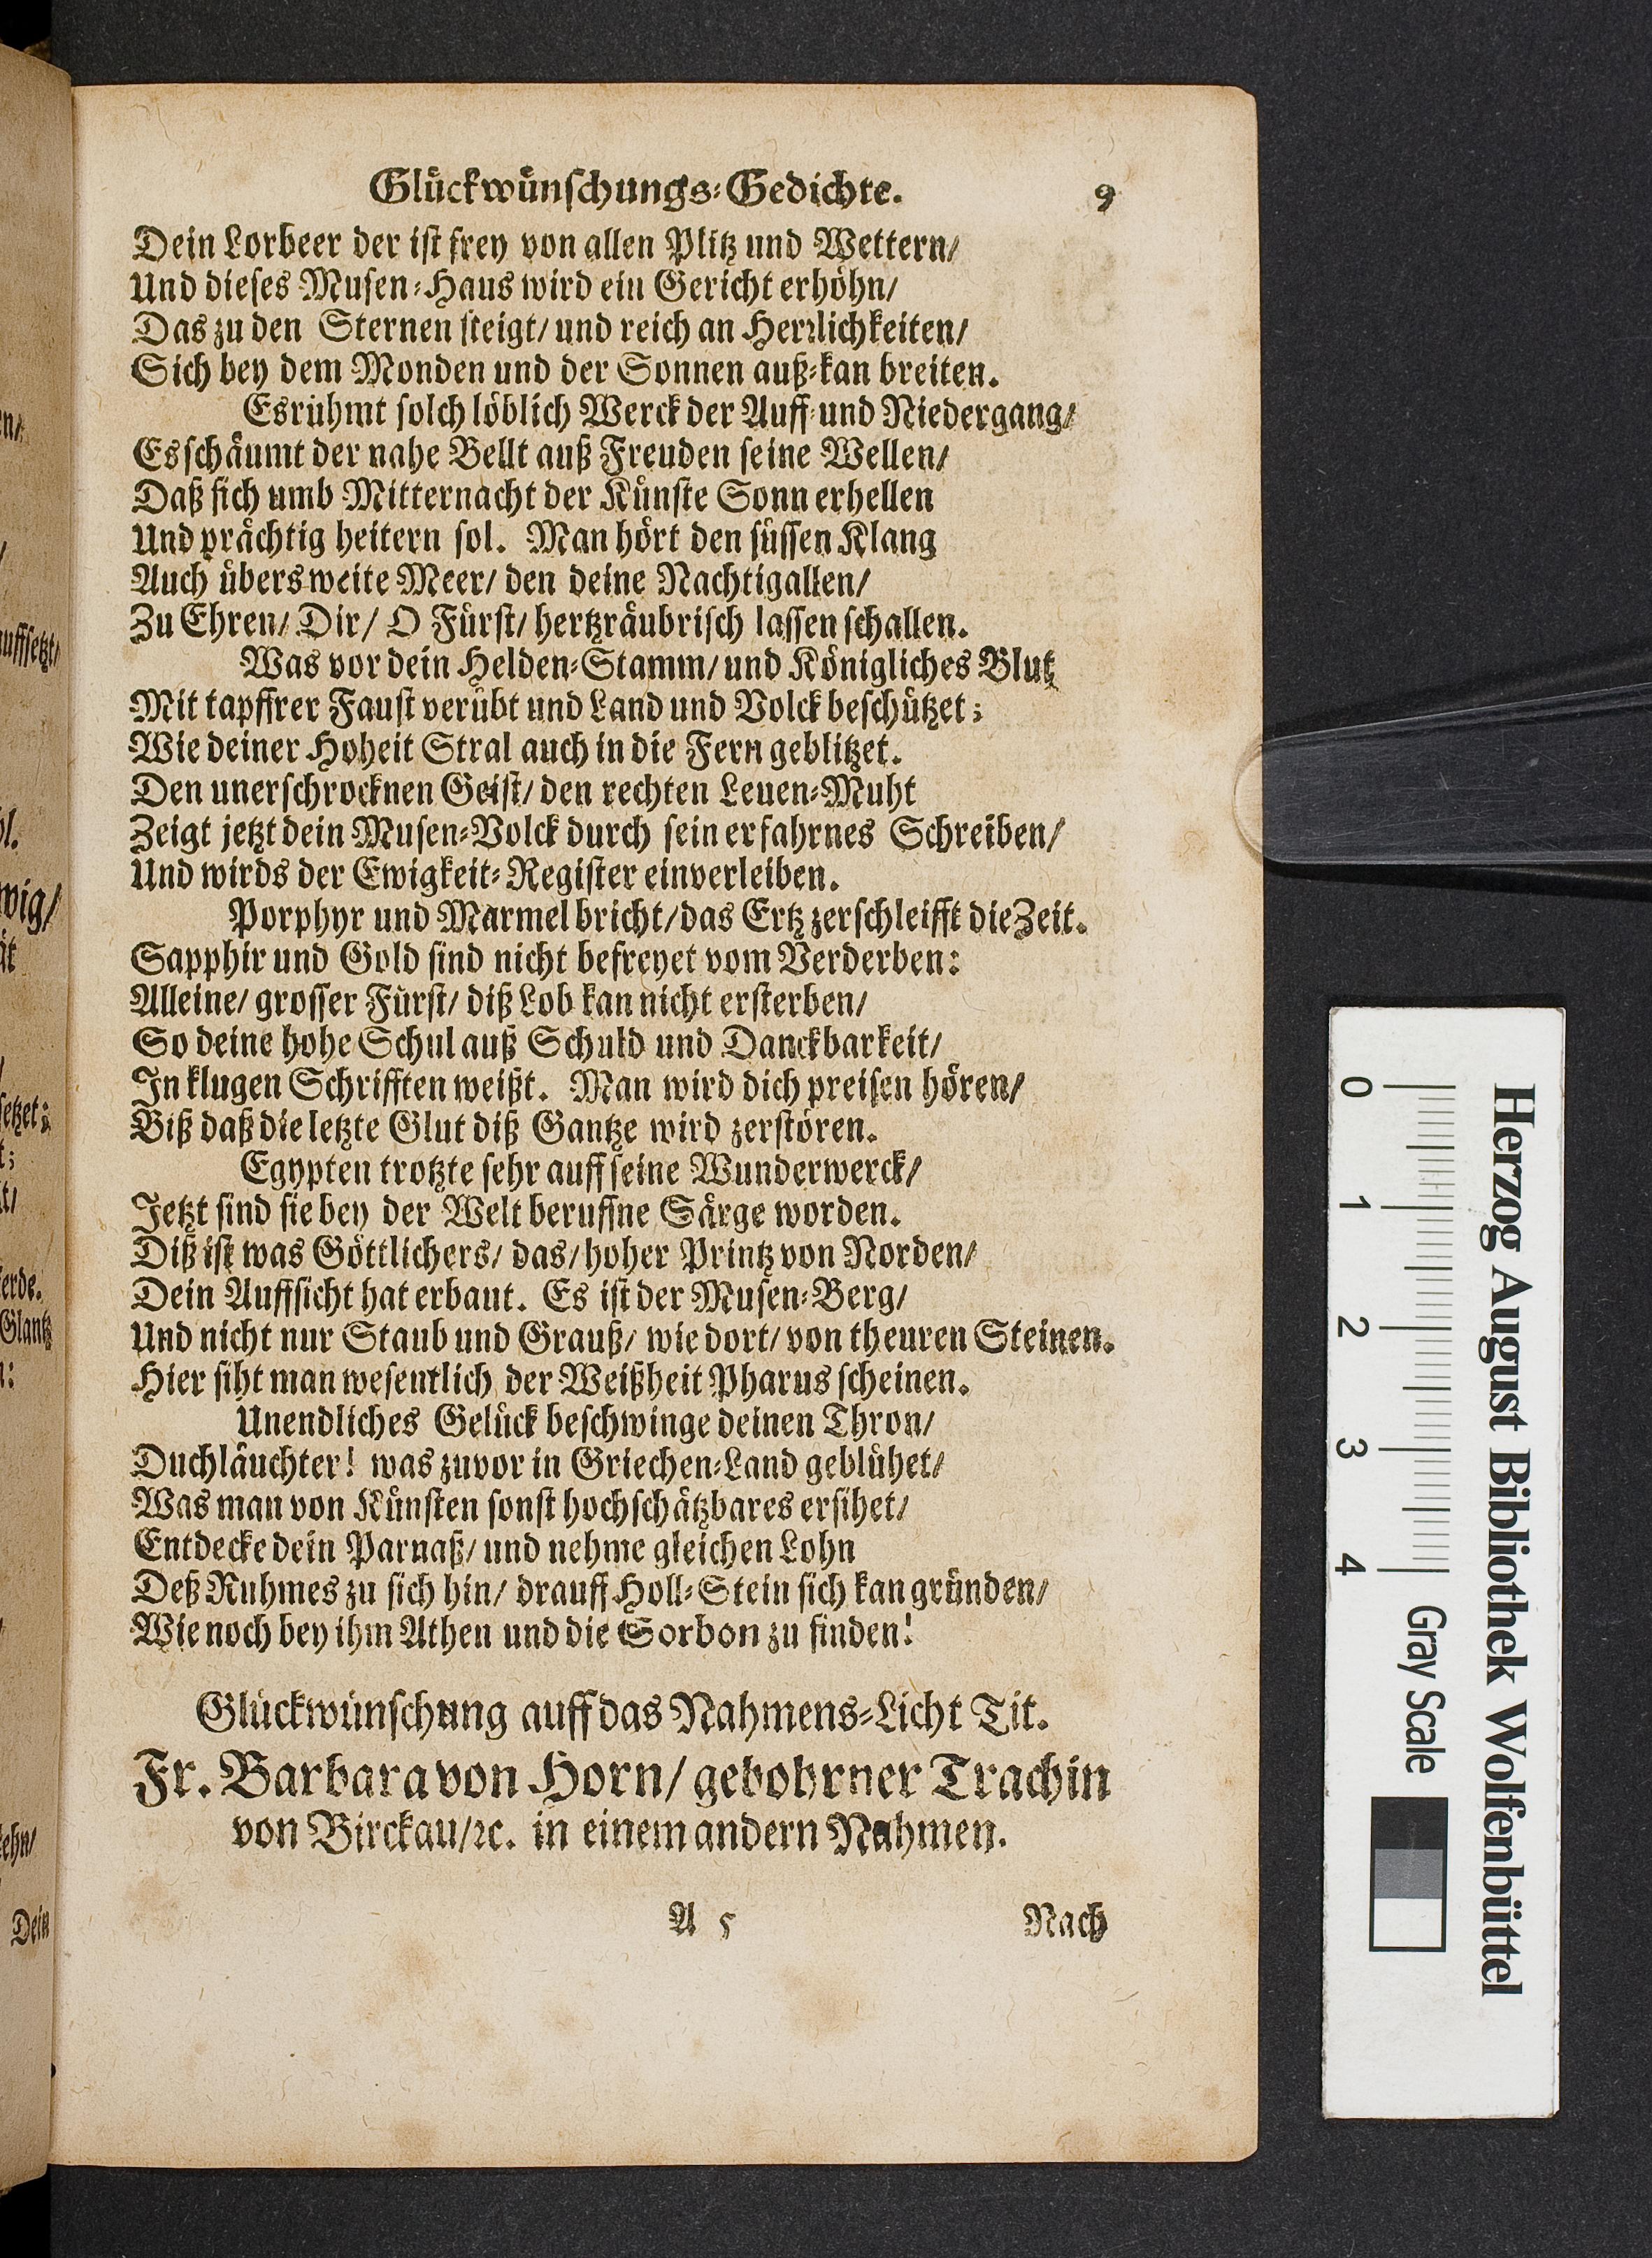 Glückwünſchungs-Gedichte. 9
Dein Lorbeer der iſt frey von allen Plitz und Wettern/
Und dieſes Muſen-Haus wird ein Gericht erhöhn/
Das zu den Sternen ſteigt/ und reich an Herꝛlichkeiten/
Sich bey dem Monden und der Sonnen auß-kan breiten.
Es rühmt ſolch löblich Werck der Auff-und Niedergang/
Es ſchäumt der nahe Bellt auß Freuden ſeine Wellen/
Daß ſich umb Mitternacht der Künſte Sonn erhellen
Und prächtig heitern ſol. Man hört den ſüſſen Klang
Auch übers weite Meer/ den deine Nachtigallen/
Zu Ehren/ Dir/ O Fürſt/ hertzräubriſch laſſen ſchallen.
Was vor dein Helden-Stamm/ und Königliches Blut
Mit tapffrer Fauſt verübt und Land und Volck beſchützet;
Wie deiner Hoheit Stral auch in die Fern geblitzet.
Den unerſchrocknen Geiſt/ den rechten Leuen-Muht
Zeigt jetzt dein Muſen-Volck durch ſein erfahrnes Schreiben/
Und wirds der Ewigkeit-Regiſter einverleiben.
Porphyr und Marmel bricht/ das Ertz zerſchleifft die Zeit.
Sapphir und Gold ſind nicht befreyet vom Verderben:
Alleine/ groſſer Fürſt/ diß Lob kan nicht erſterben/
So deine hohe Schul auß Schuld und Danckbarkeit/
In klugen Schrifften weißt. Man wird dich preiſen hören/
Biß daß die letzte Glut diß Gantze wird zerſtören.
Egypten trotzte ſehr auff ſeine Wunderwerck/
Jetzt ſind ſie bey der Welt beruffne Särge worden.
Diß iſt was Göttlichers/ das/ hoher Printz von Norden/
Dein Auffſicht hat erbaut. Es iſt der Muſen-Berg/
Und nicht nur Staub und Grauß/ wie dort/ von theuren Steinen.
Hier ſiht man weſentlich der Weißheit Pharus ſcheinen.
Unendliches Gelück beſchwinge deinen Thron/
Duchläuchter! was zuvor in Griechen-Land geblühet/
Was man von Künſten ſonſt hochſchätzbares erſihet/
Entdecke dein Parnaß/ und nehme gleichen Lohn
Deß Ruhmes zu ſich hin/ drauff Holl-Stein ſich kan gründen/
Wie noch bey ihm Athen und die Sorbon zu finden!
Glückwünſchung auff das Nahmens-Licht Tit.
Fr. Barbara von Horn/ gebohrner Trachin
von Birckau/ ꝛc. in einem andern Nahmen.
A 5 Nach
n/
/
auffſetzt/
ol.
wig/
ät
/
ſetzet;
t;
it/
ierde.
Glantz
n:
tehn/
Dein
Herzog August Bibliothek Wolfenbüttel
0 1 2 3 4 Gray Scale